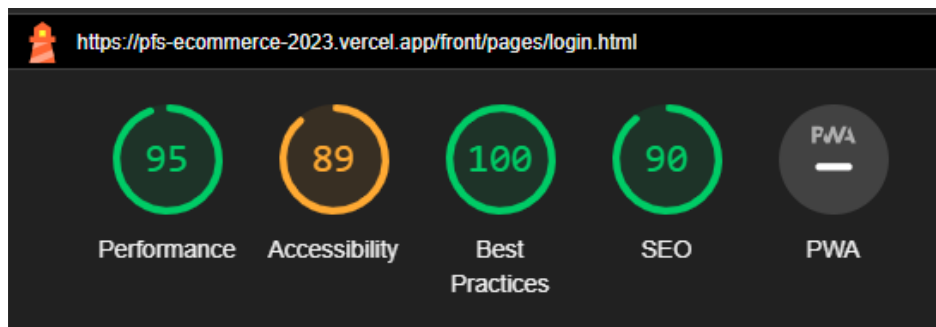 https://pfs-ecommerce-2023.vercel.app/front/pages/login.html
95 89 100 90 PWA
Performance Accessibility Best Practices SEO PWA